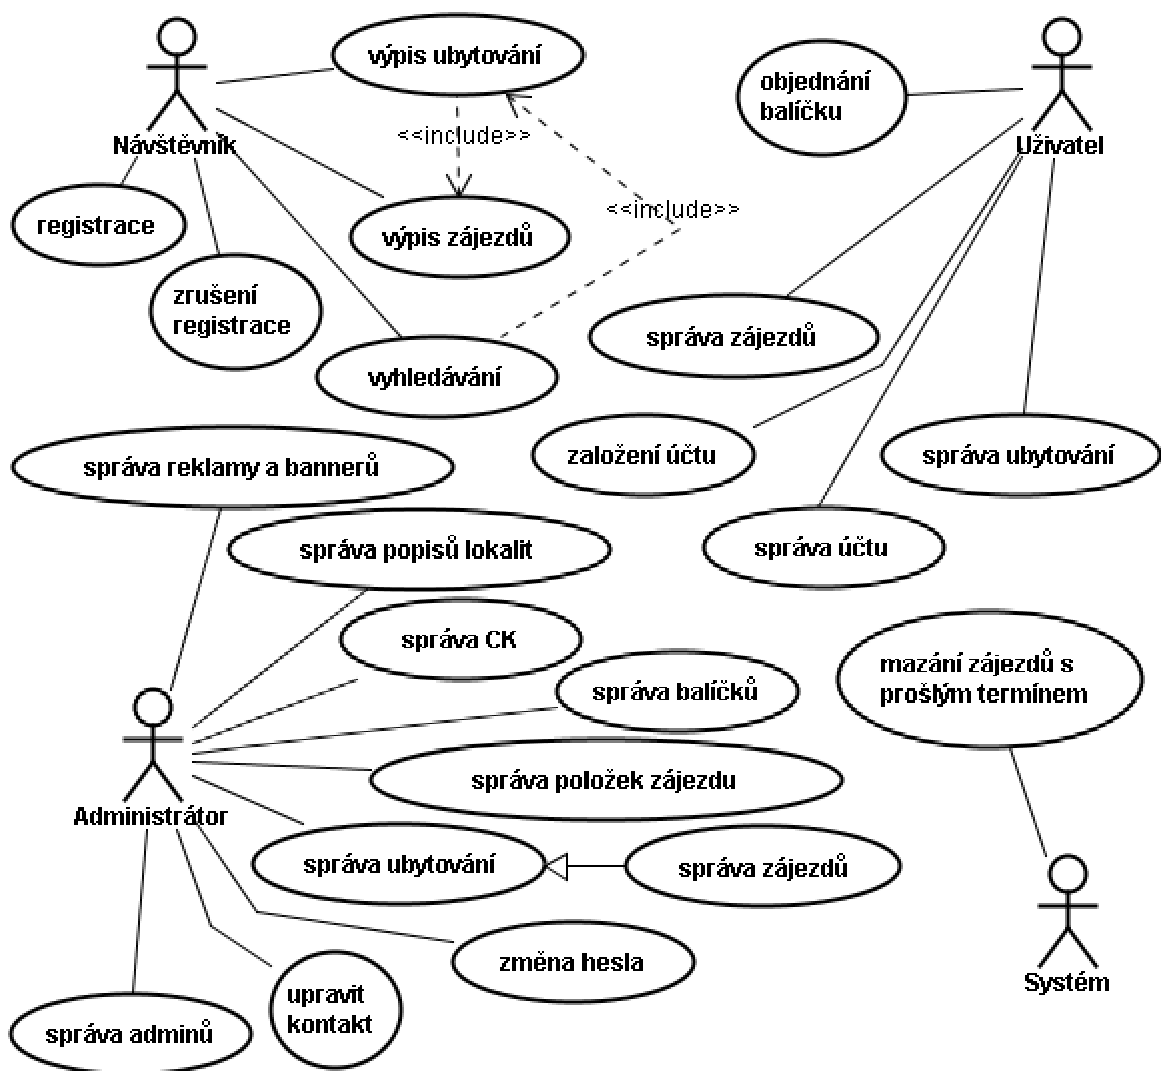 výpis ubytování
objednání
balíčku
<<include>>
Návštěvník
Uživatel
registrace
<<include>>
výpis zájezdů
zrušení
registrace
správa zájezdů
vyhledávání
založení účtu
správa ubytování
správa reklamy a bannerů
správa popisů lokalit
správa účtu
správa CK
mazání zájezdů s
prošlým termínem
správa balíčků
správa položek zájezdu
Administrátor
správa ubytování
správa zájezdů
změna hesla
Systém
upravit
kontakt
správa adminů